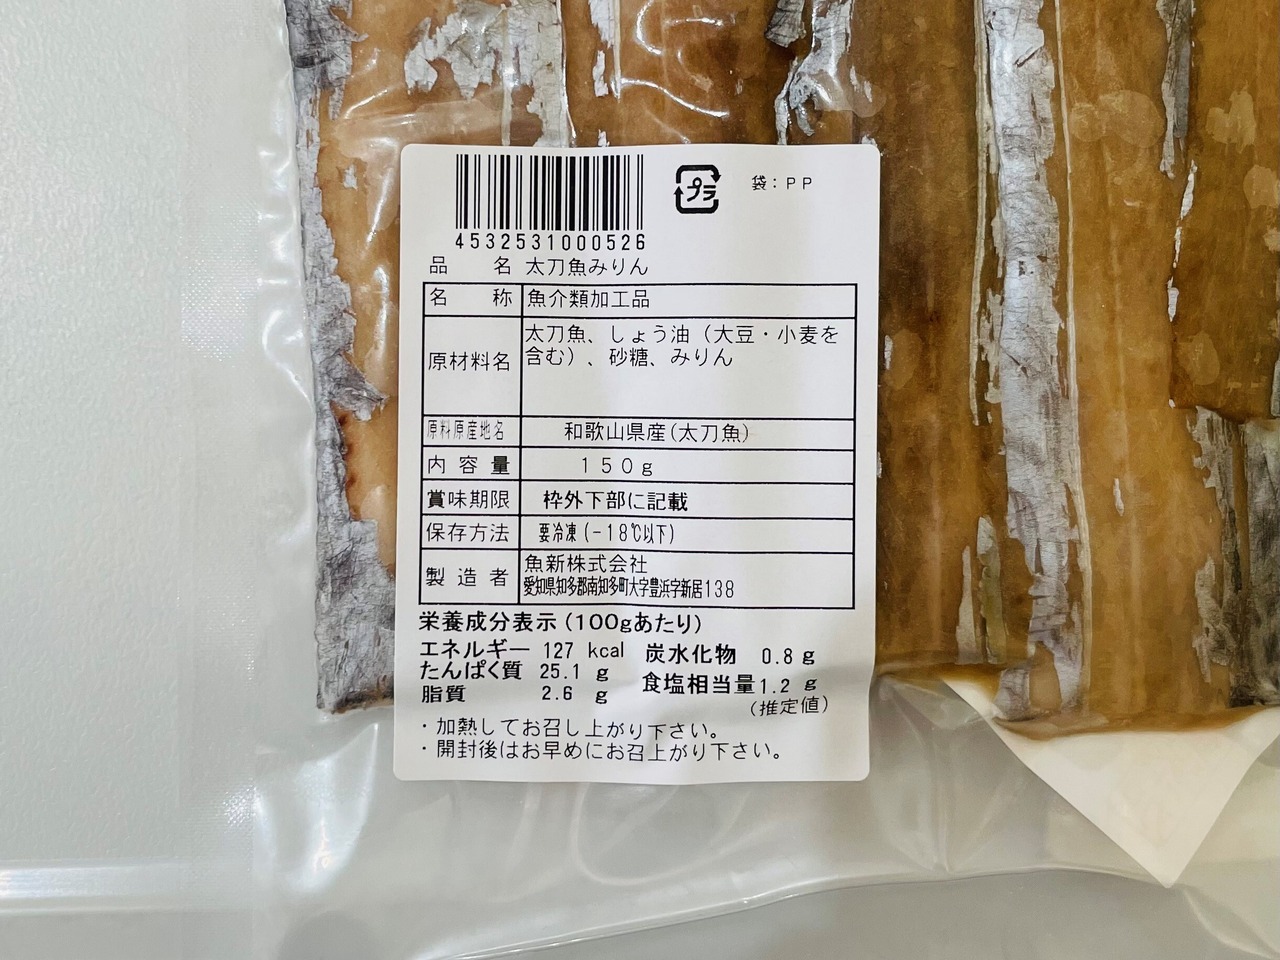 プラ
袋：ＰＰ
4532531000526
品名 太刀魚みりん
名称 魚介類加工品
原材料名 太刀魚、しょう油（大豆・小麦を
含む）、砂糖、みりん
原料原産地名 和歌山県産(太刀魚)
内容量 １５０ｇ
賞味期限 枠外下部に記載
保存方法 要冷凍(－18℃以下)
製造者 魚新株式会社
愛知県知多郡南知多町大字豊浜字新居138
栄養成分表示(100gあたり)
エネルギー 127 kcal 炭水化物 0.8 g
たんぱく質 25.1 g 食塩相当量 1.2 g
脂質 2.6 g
(推定値)
・加熱してお召し上がり下さい。
・開封後はお早めにお召上がり下さい。